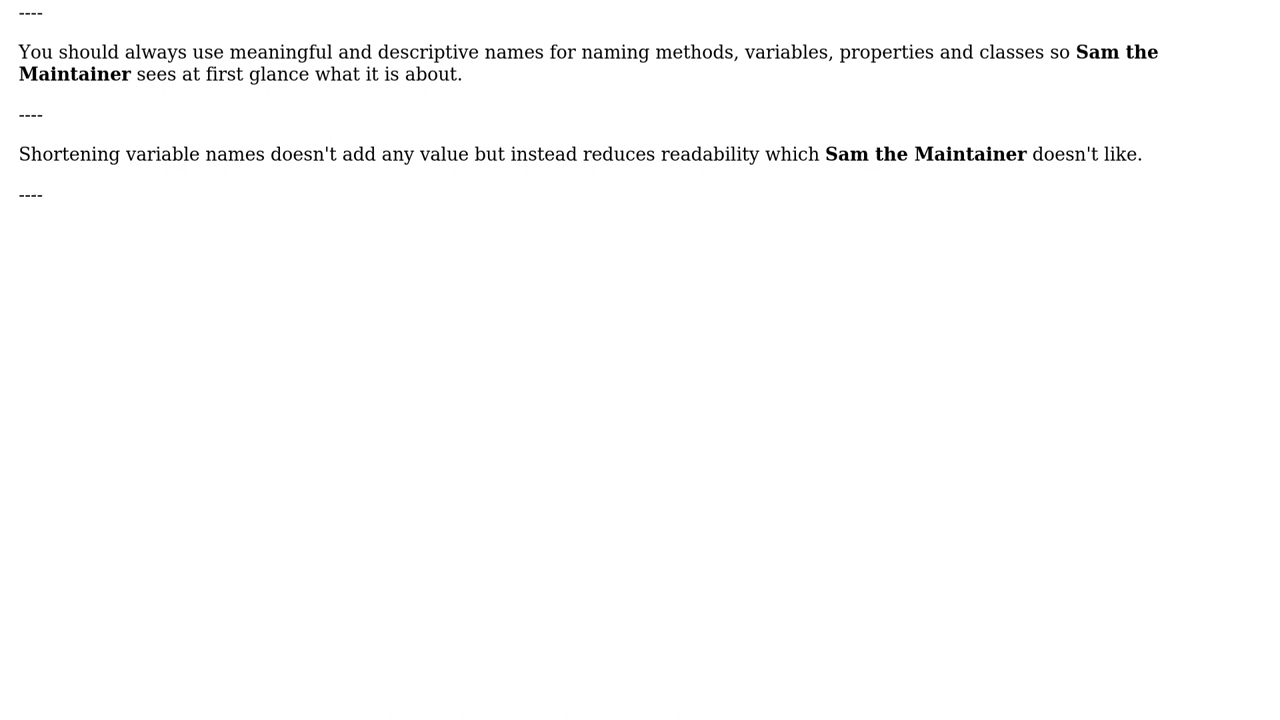 ----
You should always use meaningful and descriptive names for naming methods, variables, properties and classes so Sam the
Maintainer sees at first glance what it is about.
----
Shortening variable names doesn't add any value but instead reduces readability which Sam the Maintainer doesn't like.
----